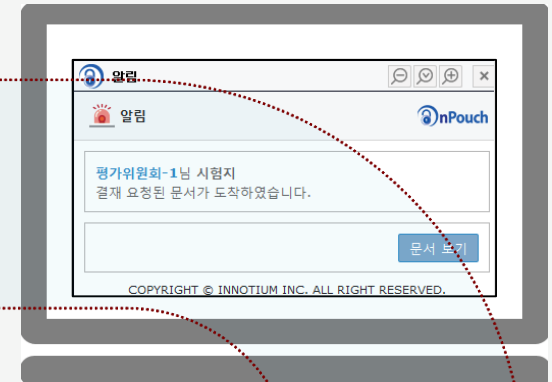 알림
알림
nPouch
평가위원회-1님 시험지
결재 요청된 문서가 도착하였습니다.
문서 보기
COPYRIGHT © INNOTIUM INC. ALL RIGHT RESERVED.